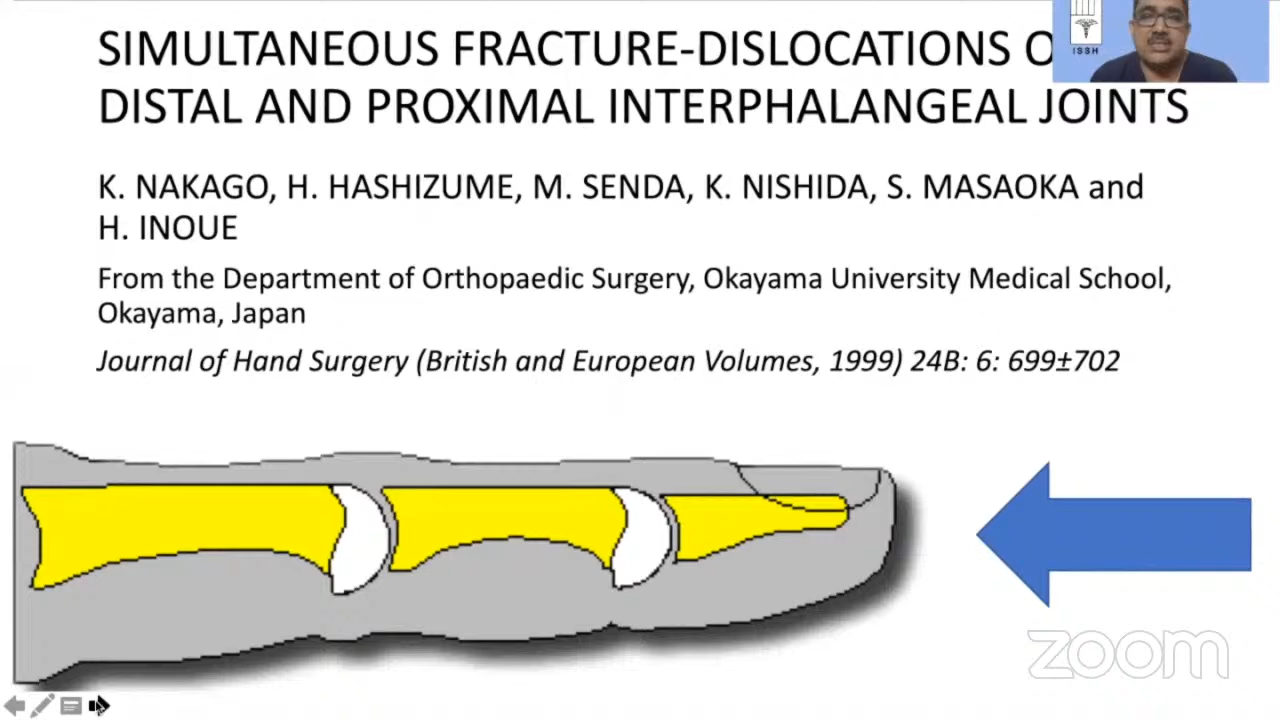 SIMULTANEOUS FRACTURE-DISLOCATIONS O
DISTAL AND PROXIMAL INTERPHALANGEAL JOINTS
ISSH
K. NAKAGO, H. HASHIZUME, M. SENDA, K. NISHIDA, S. MASAOKA and
H. INOUE
From the Department of Orthopaedic Surgery, Okayama University Medical School,
Okayama, Japan
Journal of Hand Surgery (British and European Volumes, 1999) 24B: 6: 699±702
zoom